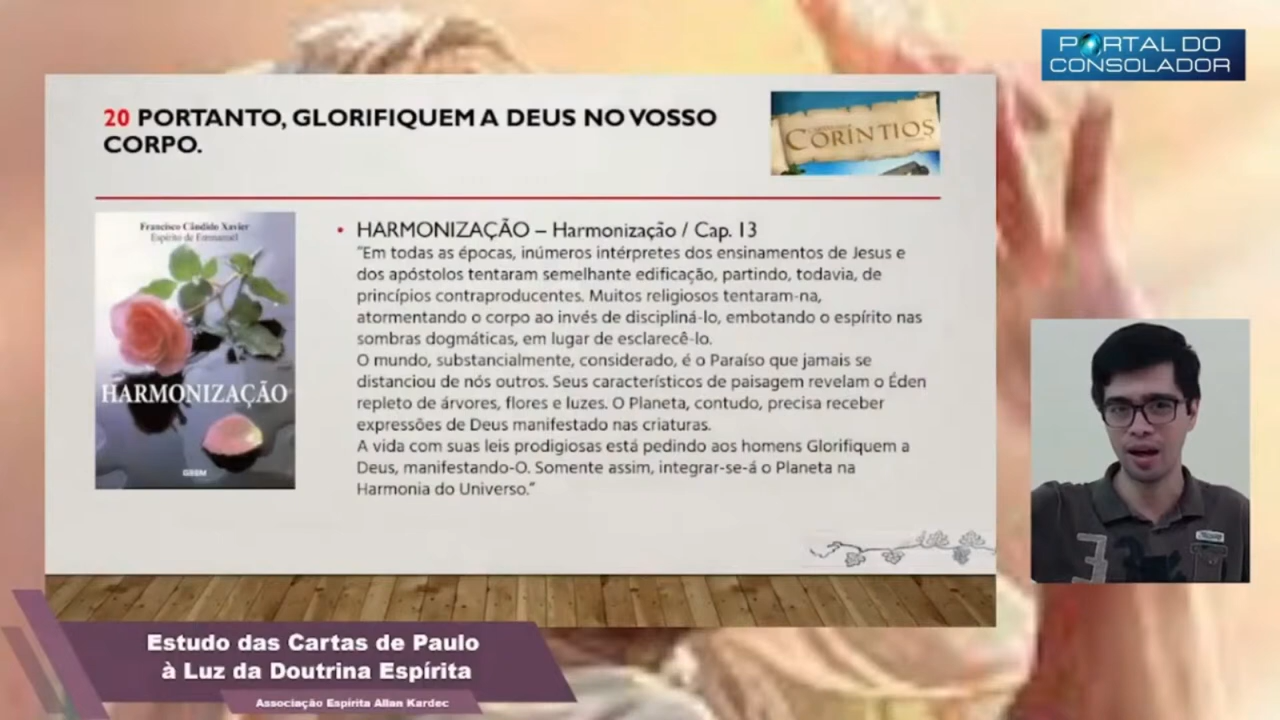 PORTAL DO
CONSOLADOR
20 PORTANTO, GLORIFIQUEM A DEUS NO VOSSO
CORPO.
CORÍNTIOS
Francisco Cândido Xavier
Espírito de Emmanuel
HARMONIZAÇÃO
GEEM
• HARMONIZAÇÃO – Harmonização / Cap. 13
"Em todas as épocas, inúmeros intérpretes dos ensinamentos de Jesus e
dos apóstolos tentaram semelhante edificação, partindo, todavia, de
princípios contraproducentes. Muitos religiosos tentaram-na,
atormentando o corpo ao invés de discipliná-lo, embotando o espírito nas
sombras dogmáticas, em lugar de esclarecê-lo.
O mundo, substancialmente, considerado, é o Paraíso que jamais se
distanciou de nós outros. Seus característicos de paisagem revelam o Éden
repleto de árvores, flores e luzes. O Planeta, contudo, precisa receber
expressões de Deus manifestado nas criaturas.
A vida com suas leis prodigiosas está pedindo aos homens Glorifiquem a
Deus, manifestando-O. Somente assim, integrar-se-á o Planeta na
Harmonia do Universo."
3
Estudo das Cartas de Paulo
à Luz da Doutrina Espírita
Associação Espírita Allan Kardec